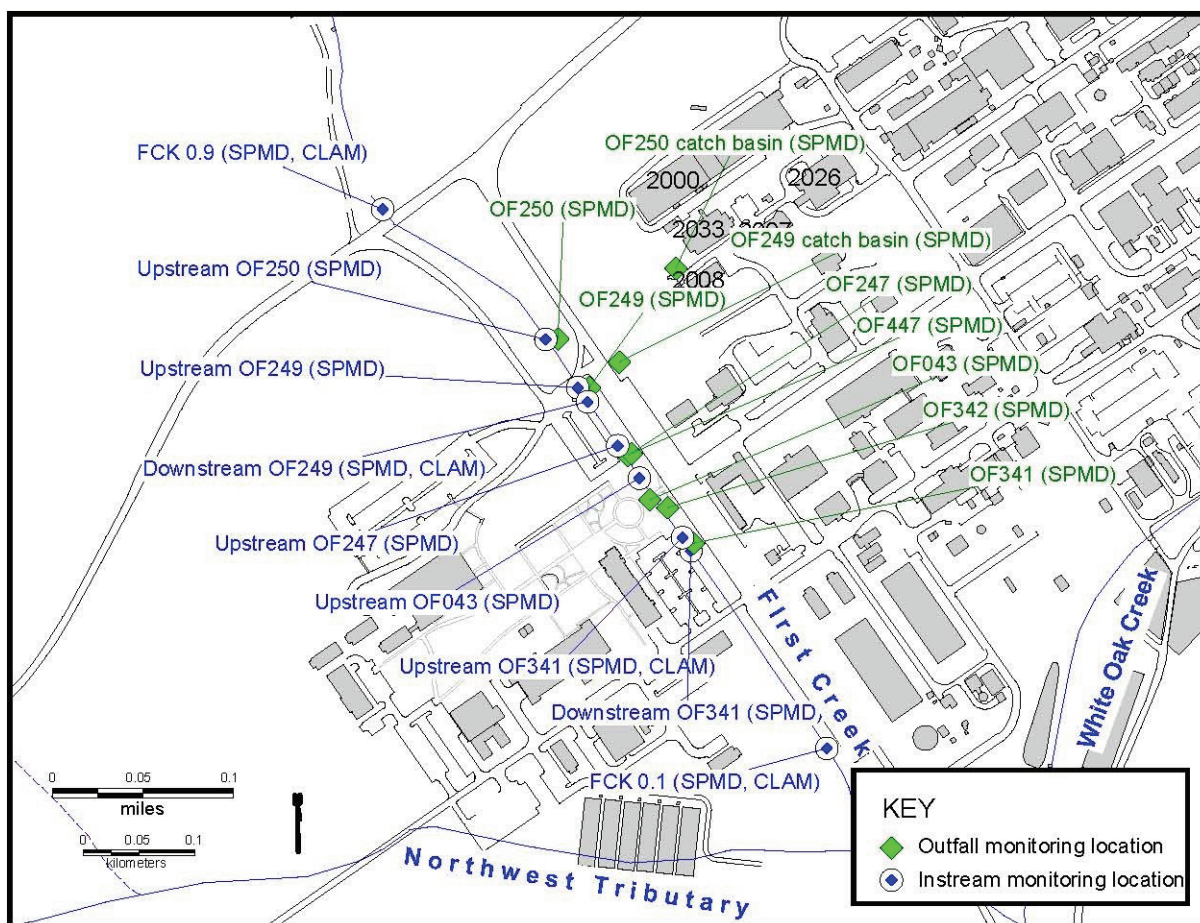 OF250 catch basin (SPMD)
FCK 0.9 (SPMD, CLAM)
2000
2026
OF250 (SPMD)
2033
OF249 catch basin (SPMD)
Upstream OF250 (SPMD)
2008
OF247 (SPMD)
OF249 (SPMD)
OF447 (SPMD)
Upstream OF249 (SPMD)
OF043 (SPMD)
OF342 (SPMD)
Downstream OF249 (SPMD, CLAM)
OF341 (SPMD)
Upstream OF247 (SPMD)
Upstream OF043 (SPMD)
First Creek
White Oak Creek
Upstream OF341 (SPMD, CLAM)
Downstream OF341 (SPMD)
FCK 0.1 (SPMD, CLAM)
0 0.05 0.1
miles
0 0.05 0.1
kilometers
Northwest Tributary
KEY
Outfall monitoring location
Instream monitoring location